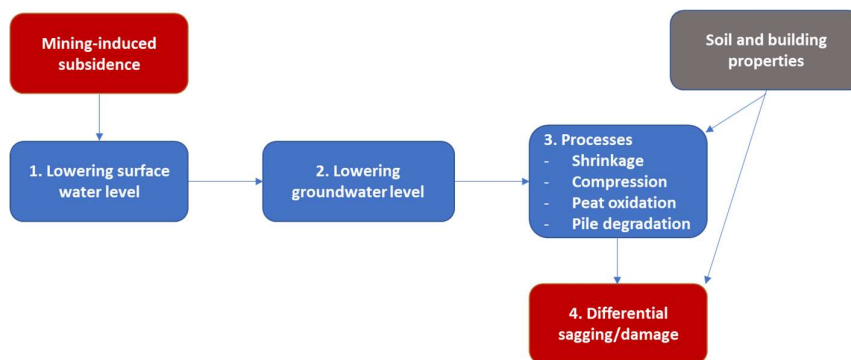 Mining-induced
subsidence
Soil and building
properties
1. Lowering surface
water level
2. Lowering
groundwater level
3. Processes
- Shrinkage
- Compression
- Peat oxidation
- Pile degradation
4. Differential
sagging/damage